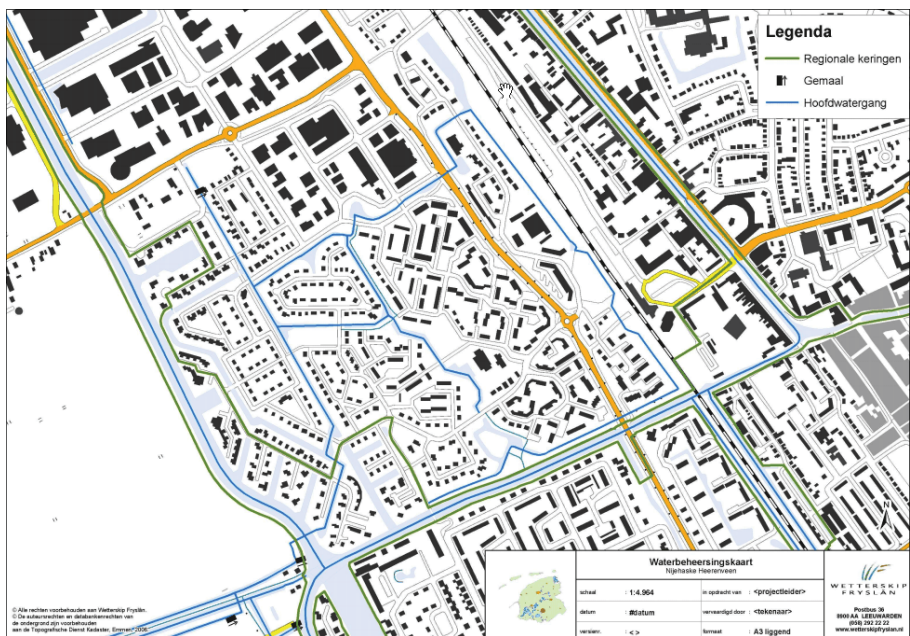 Legenda
Regionale keringen
Gemaal
Hoofdwatergang
N
Waterbeheersingskaart
Nijehaske Heerenveen
schaal : 1:4.964
in opdracht van : <projectleider>
datum : #datum
vervaardigd door : <tekenaar>
versienr. : < >
formaat : A3 liggend
WETTERSKIP
FRYSLÂN
Postbus 36
8900 AA LEEUWARDEN
(058) 292 22 22
www.wetterskipfryslan.nl
© Alle rechten voorbehouden aan Wetterskip Fryslân.
© De auteursrechten en databankenrechten van
de ondergrond zijn voorbehouden
aan de Topografische Dienst Kadaster, Emmen, 2006.